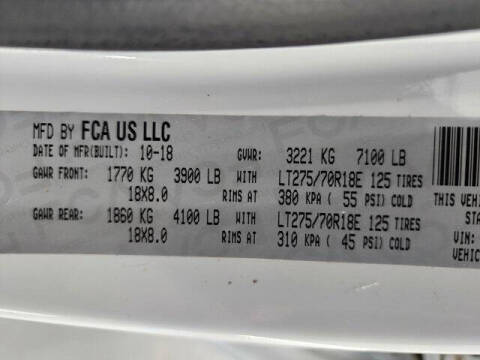 MFD BY FCA US LLC
DATE OF MFR(BUILT): 10-18 GVWR: 3221 KG 7100 LB
GAWR FRONT: 1770 KG 3900 LB WITH LT275/70R18E 125 TIRES
18X8.0 RIMS AT 380 KPA ( 55 PSI) COLD THIS VEHI
GAWR REAR: 1860 KG 4100 LB WITH LT275/70R18E 125 TIRES STA
18X8.0 RIMS AT 310 KPA ( 45 PSI) COLD VIN:
VEHIC